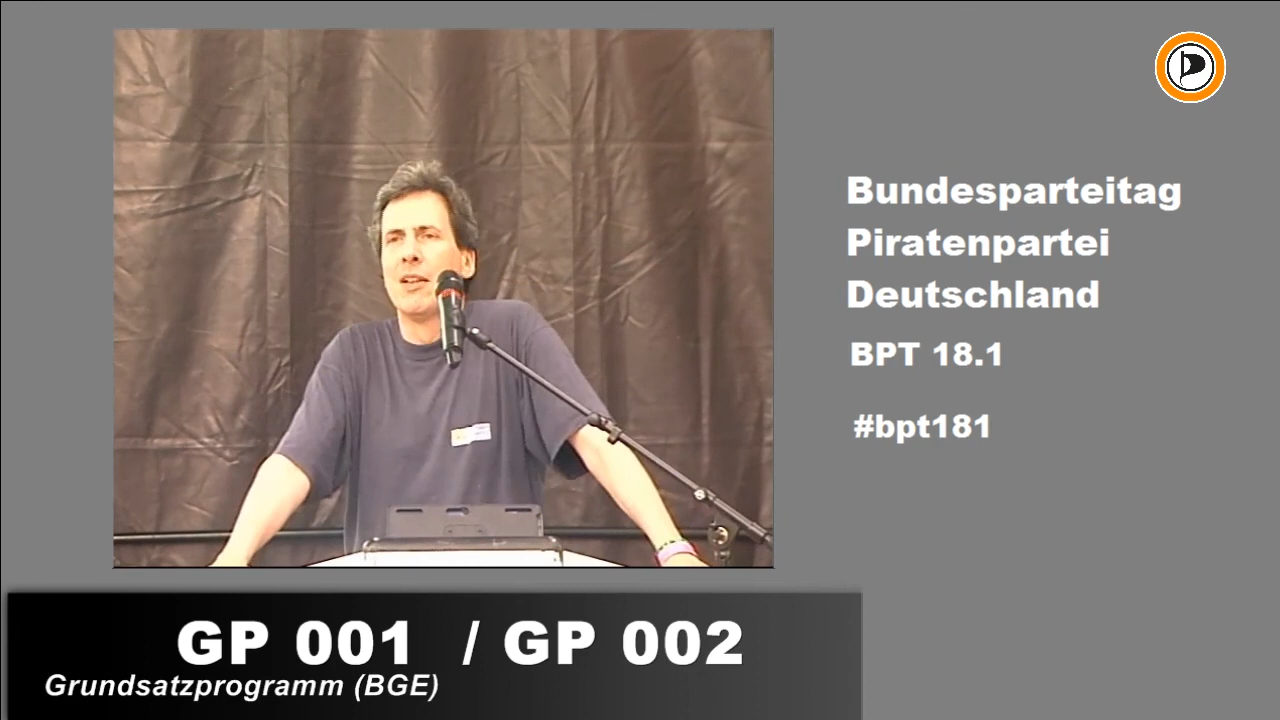 Bundesparteitag
Piratenpartei
Deutschland
BPT 18.1
#bpt181
GP 001 / GP 002
Grundsatzprogramm (BGE)